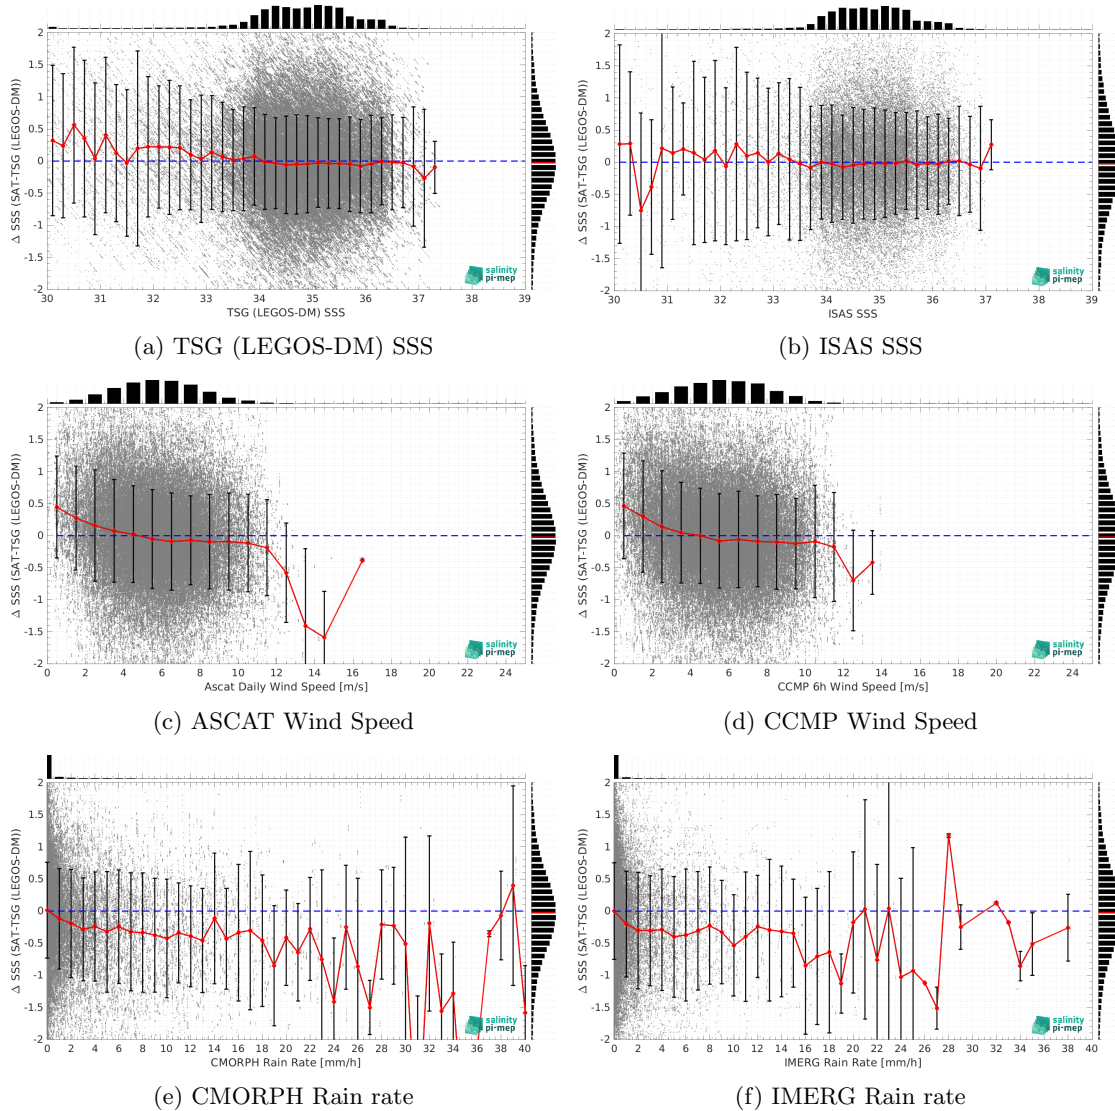 2
1.5
1
0.5
0
-0.5
-1
-1.5
-2
Δ SSS (SAT-TSG (LEGOS-DM))
salinity
pi-mep
30 31 32 33 34 35 36 37 38 39
TSG (LEGOS-DM) SSS
(a) TSG (LEGOS-DM) SSS
2
1.5
1
0.5
0
-0.5
-1
-1.5
-2
Δ SSS (SAT-TSG (LEGOS-DM))
salinity
pi-mep
30 31 32 33 34 35 36 37 38 39
ISAS SSS
(b) ISAS SSS
2
1.5
1
0.5
0
-0.5
-1
-1.5
-2
Δ SSS (SAT-TSG (LEGOS-DM))
salinity
pi-mep
0 2 4 6 8 10 12 14 16 18 20 22 24
Ascat Daily Wind Speed [m/s]
(c) ASCAT Wind Speed
2
1.5
1
0.5
0
-0.5
-1
-1.5
-2
Δ SSS (SAT-TSG (LEGOS-DM))
salinity
pi-mep
0 2 4 6 8 10 12 14 16 18 20 22 24
CCMP 6h Wind Speed [m/s]
(d) CCMP Wind Speed
2
1.5
1
0.5
0
-0.5
-1
-1.5
-2
Δ SSS (SAT-TSG (LEGOS-DM))
salinity
pi-mep
0 2 4 6 8 10 12 14 16 18 20 22 24 26 28 30 32 34 36 38 40
CMORPH Rain Rate [mm/h]
(e) CMORPH Rain rate
2
1.5
1
0.5
0
-0.5
-1
-1.5
-2
Δ SSS (SAT-TSG (LEGOS-DM))
salinity
pi-mep
0 2 4 6 8 10 12 14 16 18 20 22 24 26 28 30 32 34 36 38 40
IMERG Rain Rate [mm/h]
(f) IMERG Rain rate